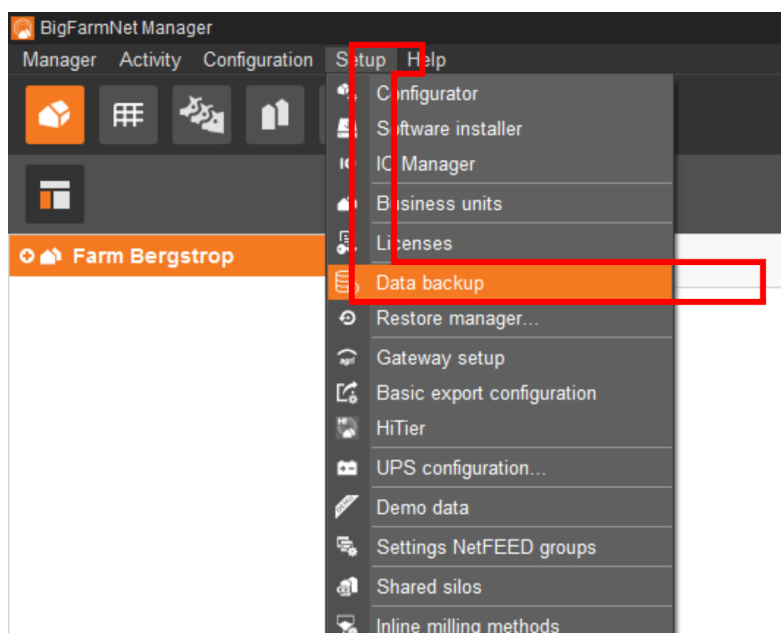 BigFarmNet Manager
Manager Activity Configuration Setup Help
Configurator
Software installer
IO Manager
Business units
Licenses
Farm Bergstrop
Data backup
Restore manager...
Gateway setup
Basic export configuration
HiTier
UPS configuration...
Demo data
Settings NetFEED groups
Shared silos
Inline milling methods